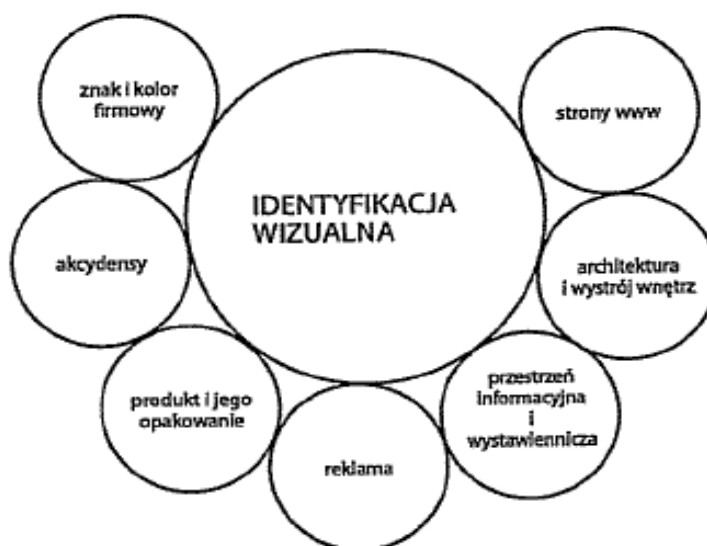 znak i kolor
firmowy
strony www
IDENTYFIKACJA
WIZUALNA
akcydensy
architektura
i wystrój wnętrz
produkt i jego
opakowanie
przestrzeń
informacyjna
i
wystawiennicza
reklama